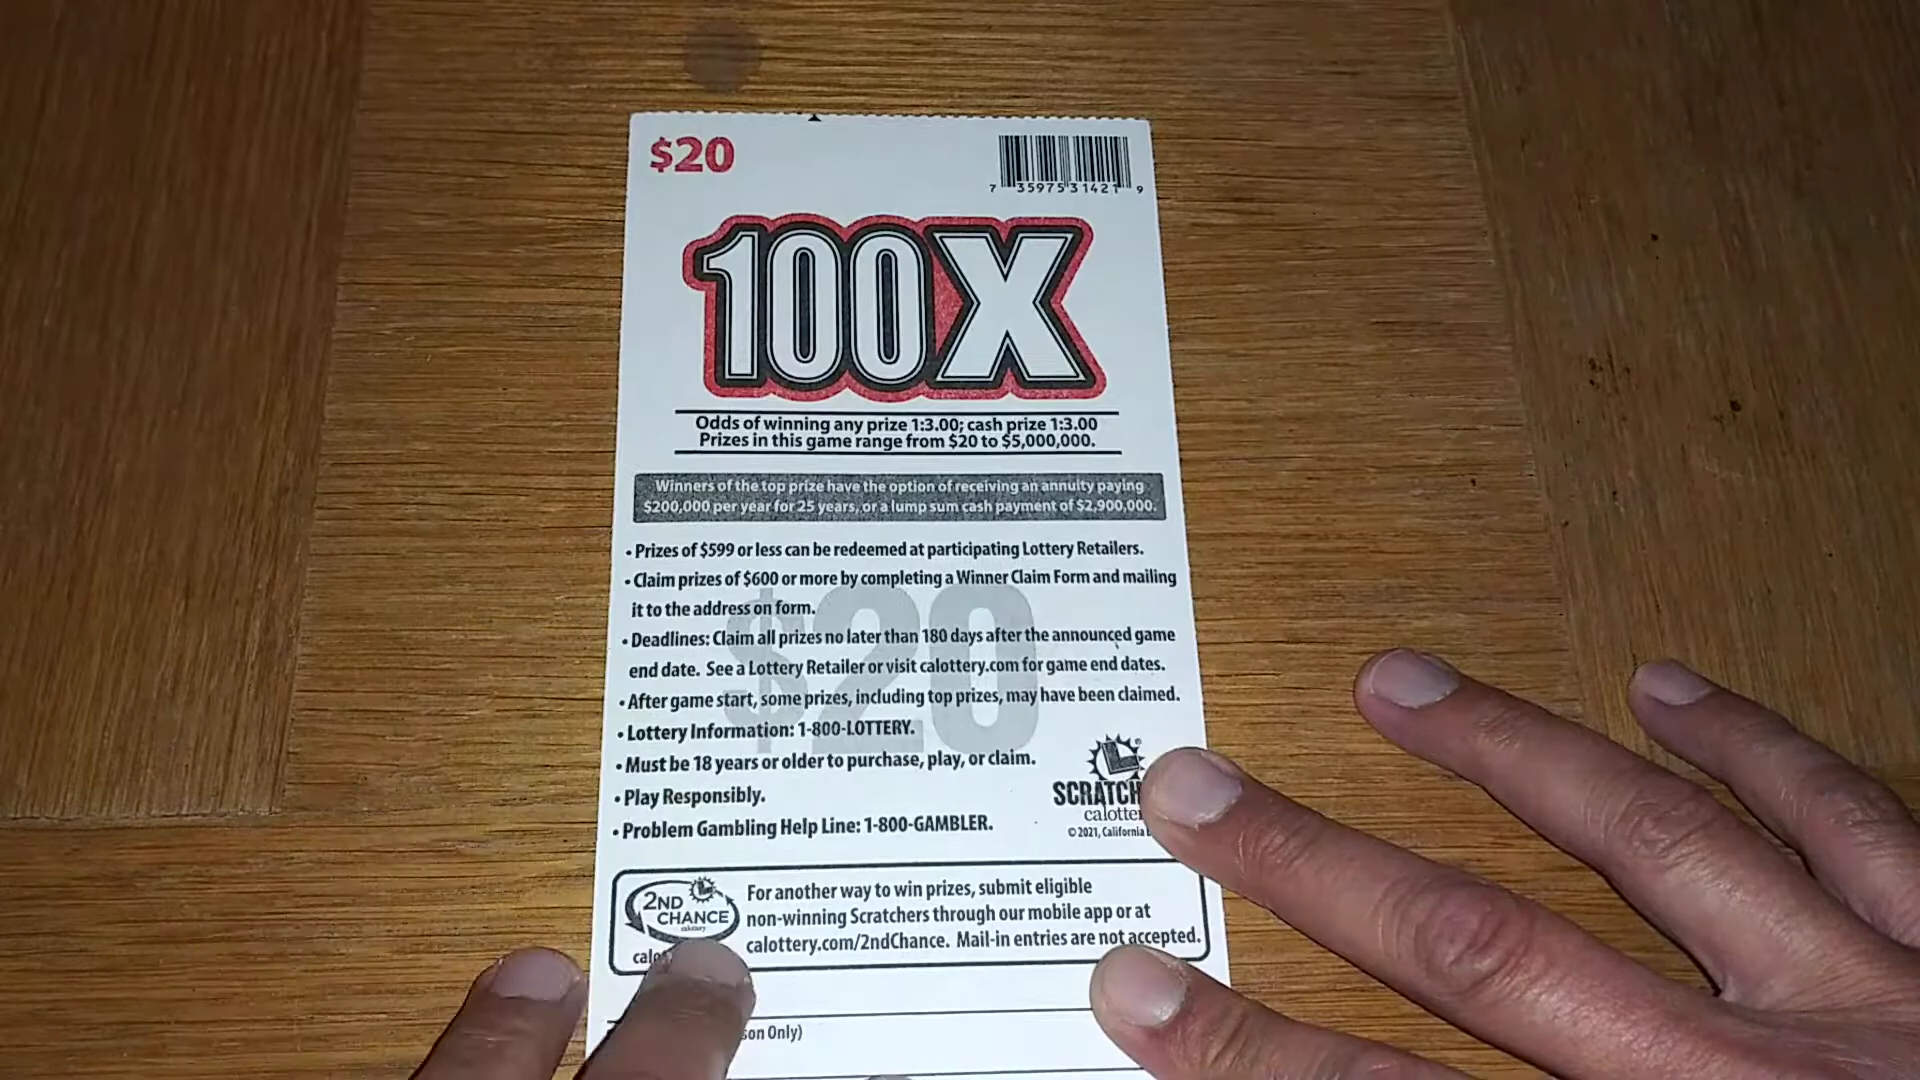 $20
7 35975 31421 9
100X
Odds of winning any prize 1:3.00; cash prize 1:3.00
Prizes in this game range from $20 to $5,000,000.
Winners of the top prize have the option of receiving an annuity paying
$200,000 per year for 25 years, or a lump sum cash payment of $2,900,000.
• Prizes of $599 or less can be redeemed at participating Lottery Retailers.
• Claim prizes of $600 or more by completing a Winner Claim Form and mailing
it to the address on form.
$20
• Deadlines: Claim all prizes no later than 180 days after the announced game
end date. See a Lottery Retailer or visit calottery.com for game end dates.
• After game start, some prizes, including top prizes, may have been claimed.
• Lottery Information: 1-800-LOTTERY.
• Must be 18 years or older to purchase, play, or claim.
• Play Responsibly.
• Problem Gambling Help Line: 1-800-GAMBLER.
L
®
SCRATCH
calotte
© 2021, California
2ND
CHANCE
For another way to win prizes, submit eligible
non-winning Scratchers through our mobile app or at
calottery.com/2ndChance. Mail-in entries are not accepted.
Only)